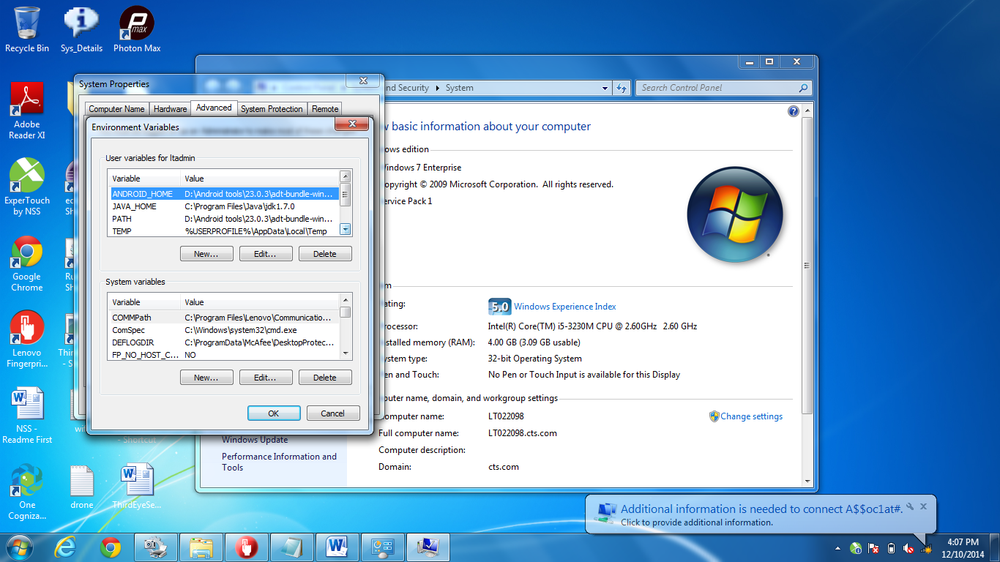 Recycle Bin
Sys_Details
Photon Max
Adobe
Reader XI
ExperTouch
by NSS
Google
Chrome
Lenovo
Fingerpri...
NSS -
Readme First
One
Cogniza...
drone
ThirdEyeSe...
- Shortcut
System Properties
Computer Name
Hardware
Advanced
System Protection
Remote
Environment Variables
User variables for ltadmin
Variable Value
ANDROID_HOME D:\Android tools\23.0.3\adt-bundle-win...
JAVA_HOME C:\Program Files\Java\jdk1.7.0
PATH D:\Android tools\23.0.3\adt-bundle-win...
TEMP %USERPROFILE%\AppData\Local\Temp
New... Edit... Delete
System variables
Variable Value
COMMPath C:\Program Files\Lenovo\Communicatio...
ComSpec C:\Windows\system32\cmd.exe
DEFLOGDIR C:\ProgramData\McAfee\DesktopProtec...
FP_NO_HOST_C... NO
New... Edit... Delete
OK Cancel
nd Security
System
Search Control Panel
w basic information about your computer
ows edition
Windows 7 Enterprise
opyright © 2009 Microsoft Corporation. All rights reserved.
ervice Pack 1
m
ating: 5.0 Windows Experience Index
rocessor: Intel(R) Core(TM) i5-3230M CPU @ 2.60GHz 2.60 GHz
stalled memory (RAM): 4.00 GB (3.09 GB usable)
ystem type: 32-bit Operating System
en and Touch: No Pen or Touch Input is available for this Display
puter name, domain, and workgroup settings
omputer name: LT022098
Change settings
Full computer name: LT022098.cts.com
Computer description:
Domain: cts.com
Windows Update
Performance Information and
Tools
Additional information is needed to connect A$$oc1at#.
Click to provide additional information.
4:07 PM
12/10/2014